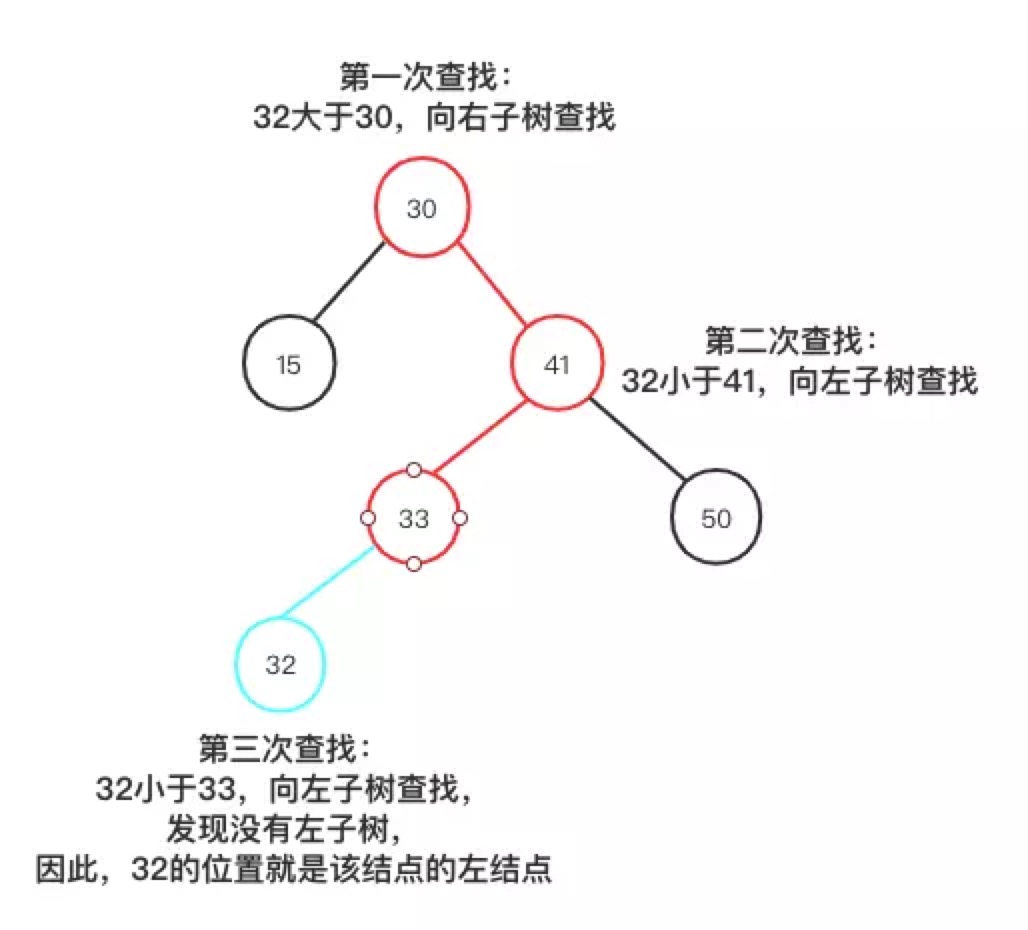 第一次查找：
32大于30，向右子树查找
30
15
41
第二次查找：
32小于41，向左子树查找
33
50
32
第三次查找：
32小于33，向左子树查找，
发现没有左子树，
因此，32的位置就是该结点的左结点